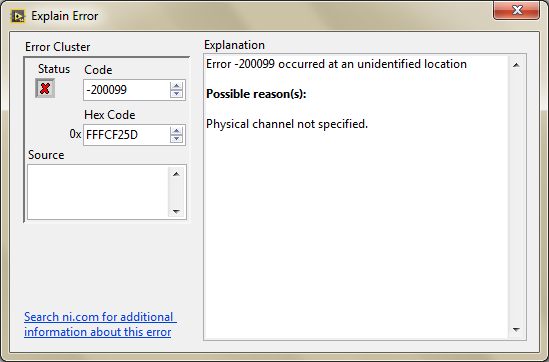 Explain Error
Error Cluster
Status
Code
-200099
Hex Code
0x FFFCF25D
Source
Search ni.com for additional
information about this error
Explanation
Error -200099 occurred at an unidentified location
Possible reason(s):
Physical channel not specified.